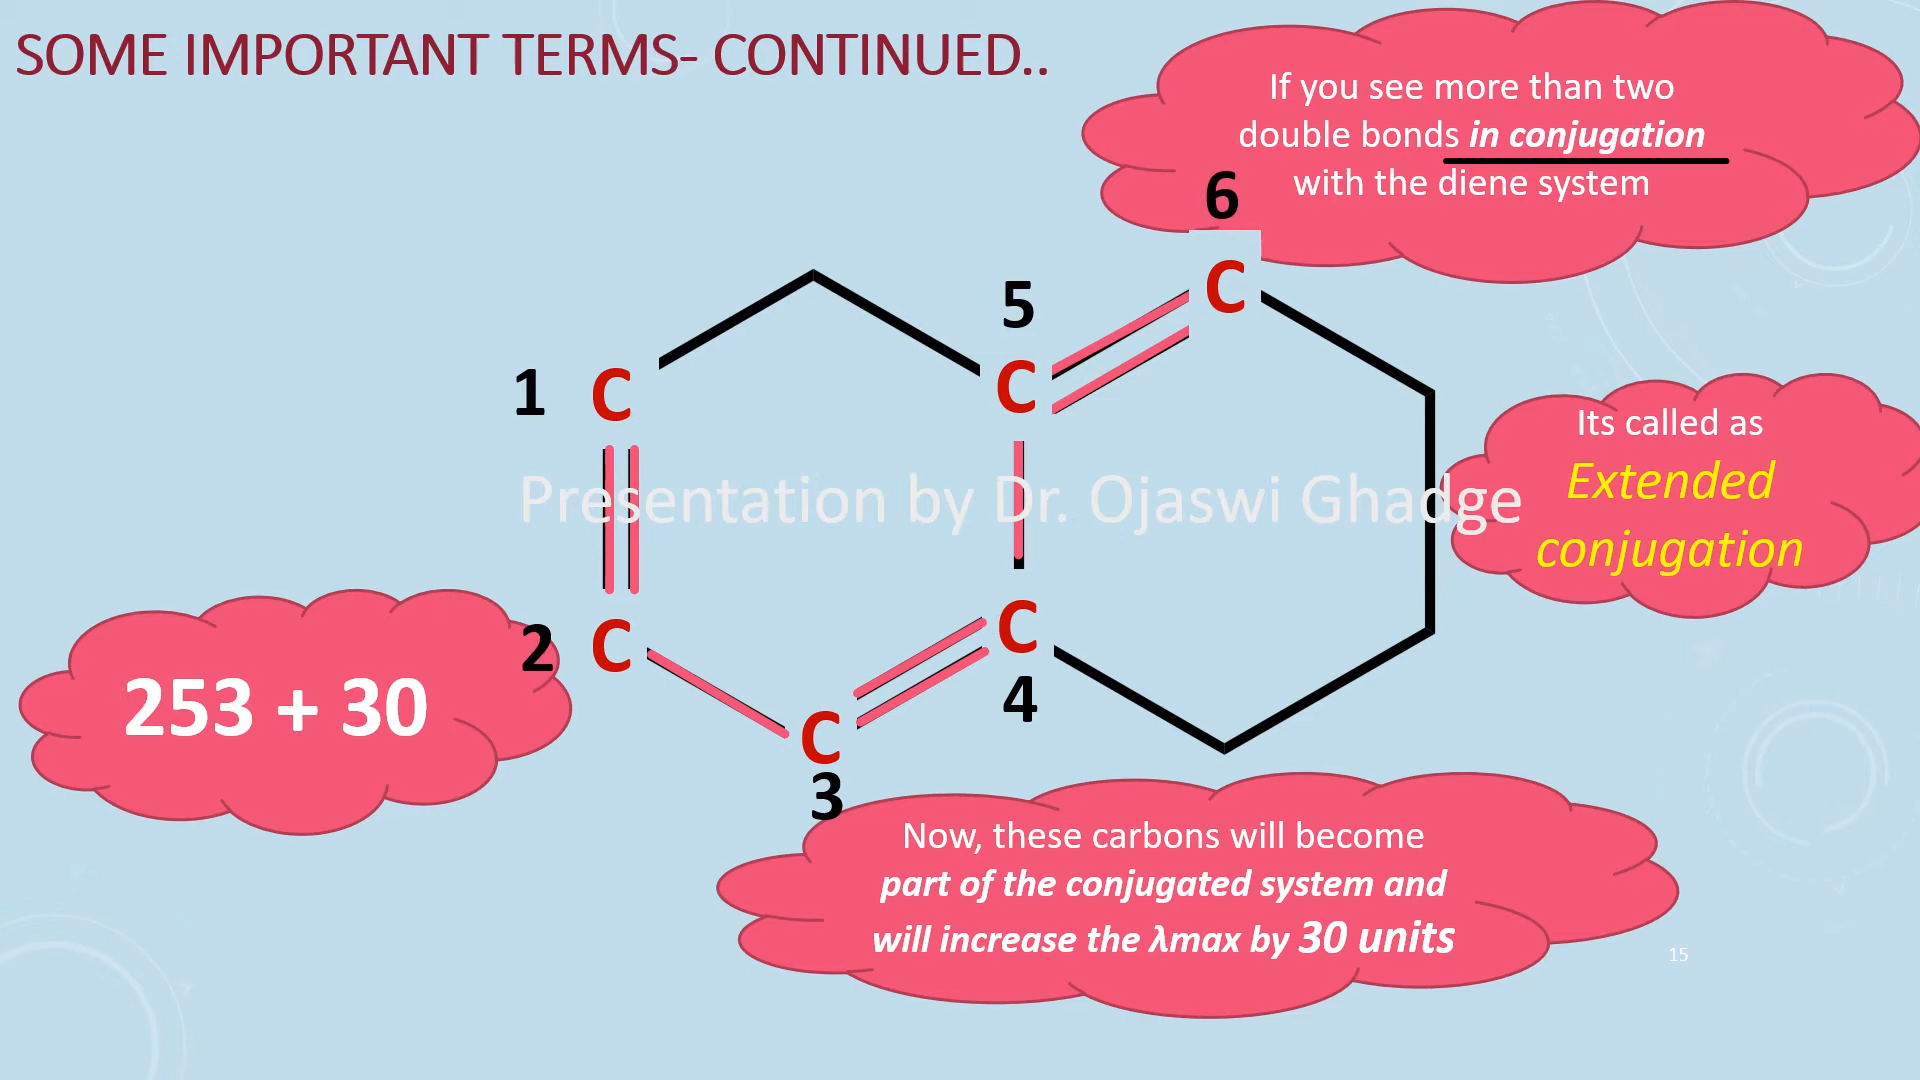 SOME IMPORTANT TERMS- CONTINUED..
If you see more than two
double bonds in conjugation
with the diene system
6
C
5
C
1
C
Its called as
Extended
conjugation
Presentation by Dr. Ojaswi Ghadge
253 + 30
2
C
C
4
C
3
Now, these carbons will become
part of the conjugated system and
will increase the λmax by 30 units
15